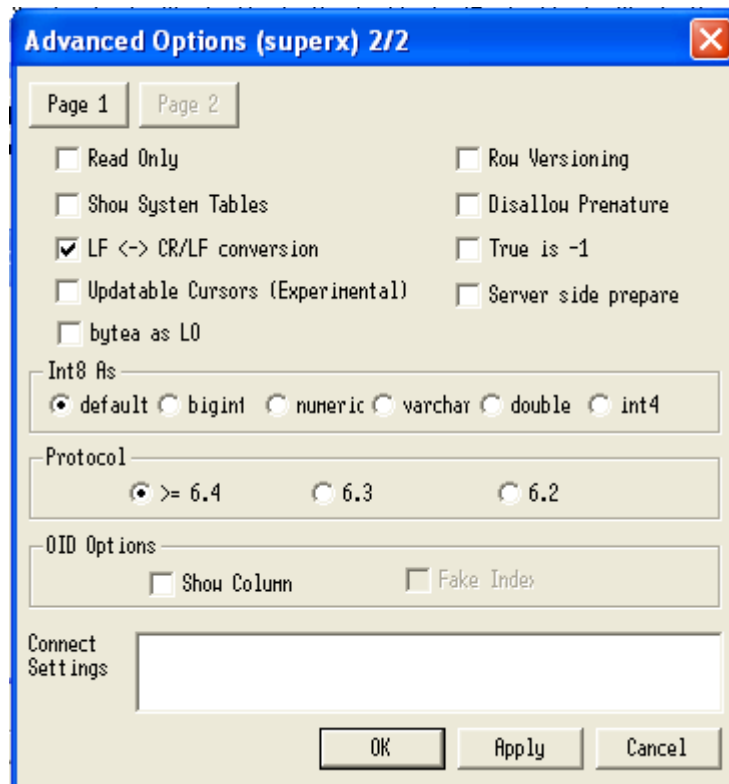 Advanced Options (superx) 2/2
Page 1 Page 2
Read Only Row Versioning
Show System Tables Disallow Premature
LF <-> CR/LF conversion True is -1
Updatable Cursors (Experimental) Server side prepare
bytea as LO
Int8 As
default bigint numeric varchar double int4
Protocol
>= 6.4 6.3 6.2
OID Options
Show Column Fake Index
Connect
Settings
OK Apply Cancel